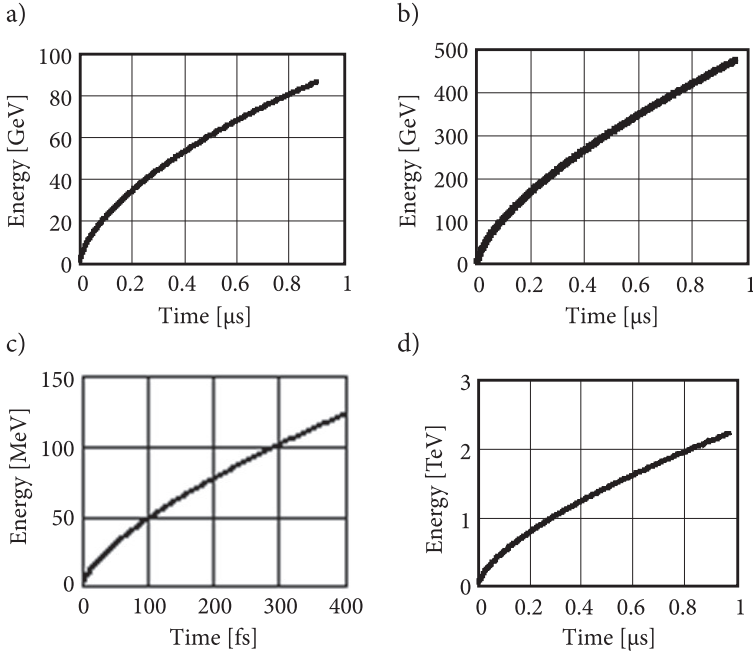 a)
Energy [GeV]
100
80
60
40
20
0
0 0.2 0.4 0.6 0.8 1
Time [μs]
b)
Energy [GeV]
500
400
300
200
100
0
0 0.2 0.4 0.6 0.8 1
Time [μs]
c)
Energy [MeV]
150
100
50
0
0 100 200 300 400
Time [fs]
d)
Energy [TeV]
3
2
1
0
0 0.2 0.4 0.6 0.8 1
Time [μs]